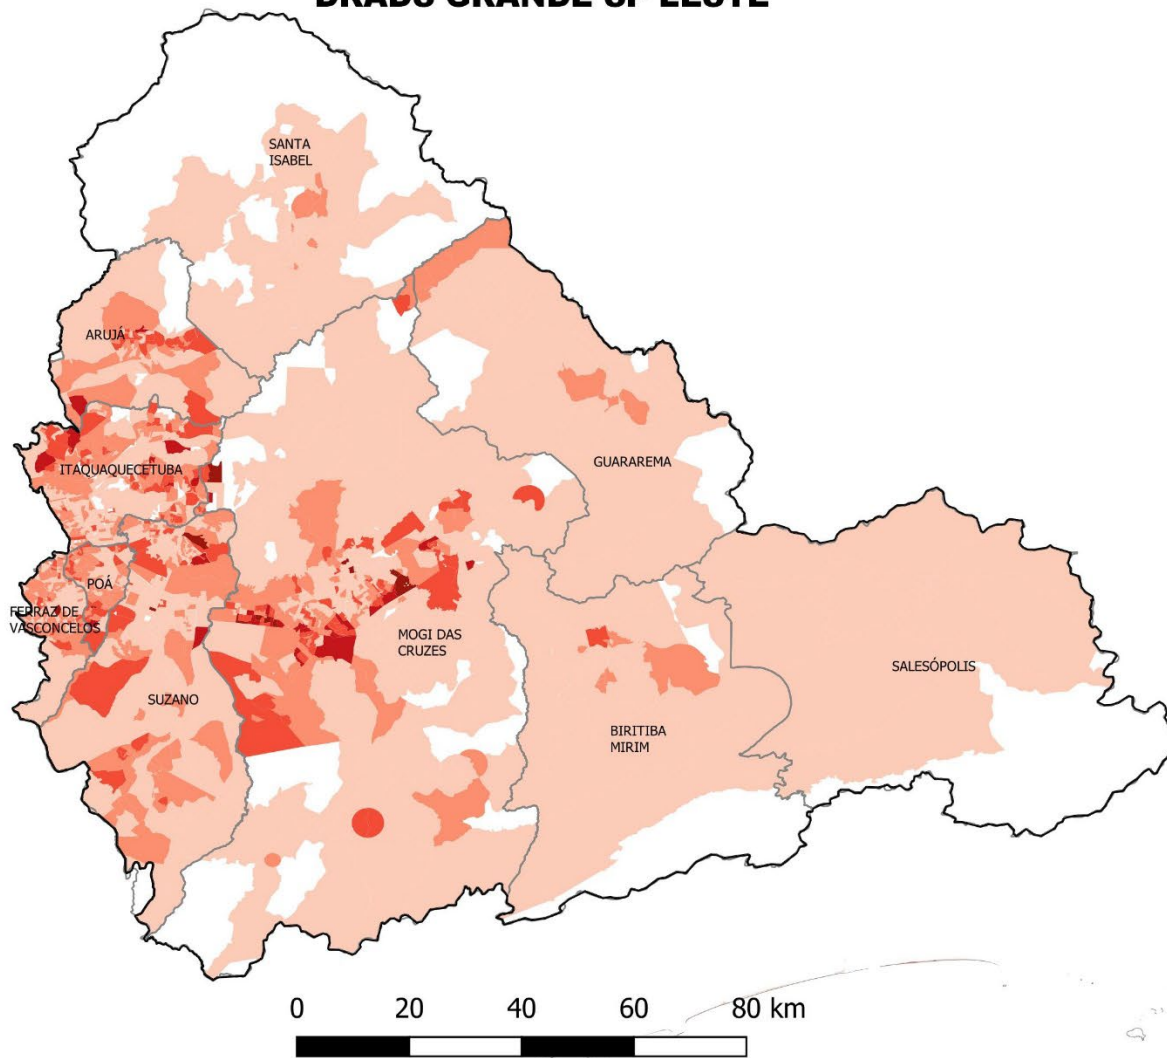 DRADS GRANDE SP LESTE
SANTA
ISABEL
ARUJÁ
ITAQUAQUECETUBA
GUARAREMA
POÁ
FERRAZ DE
VASCONCELOS
MOGI DAS
CRUZES
SALESÓPOLIS
SUZANO
BIRITIBA
MIRIM
0 20 40 60 80 km